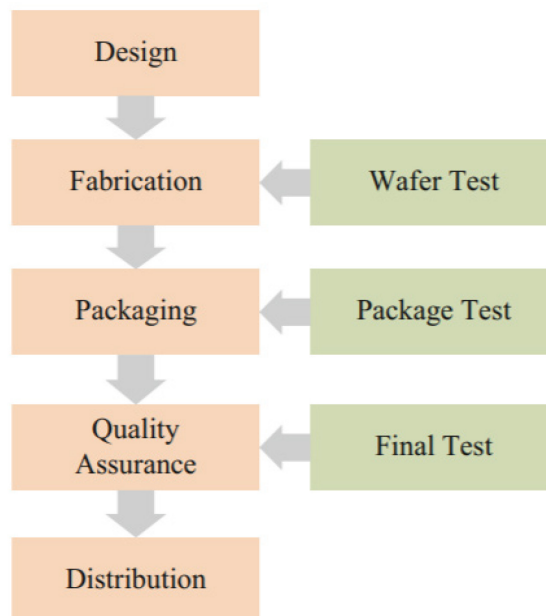 Design
Fabrication
Wafer Test
Packaging
Package Test
Quality
Assurance
Final Test
Distribution